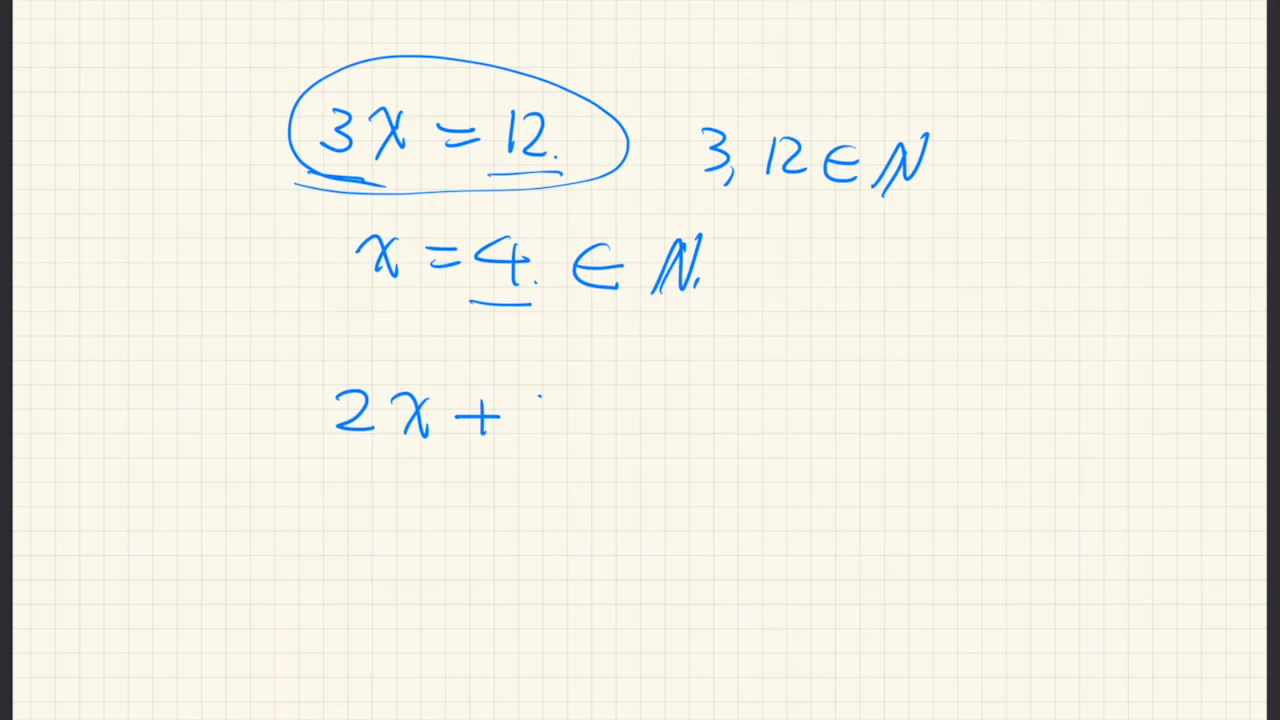 3x = 12. 3, 12 ∈ ℕ
x = 4. ∈ ℕ.
2x +